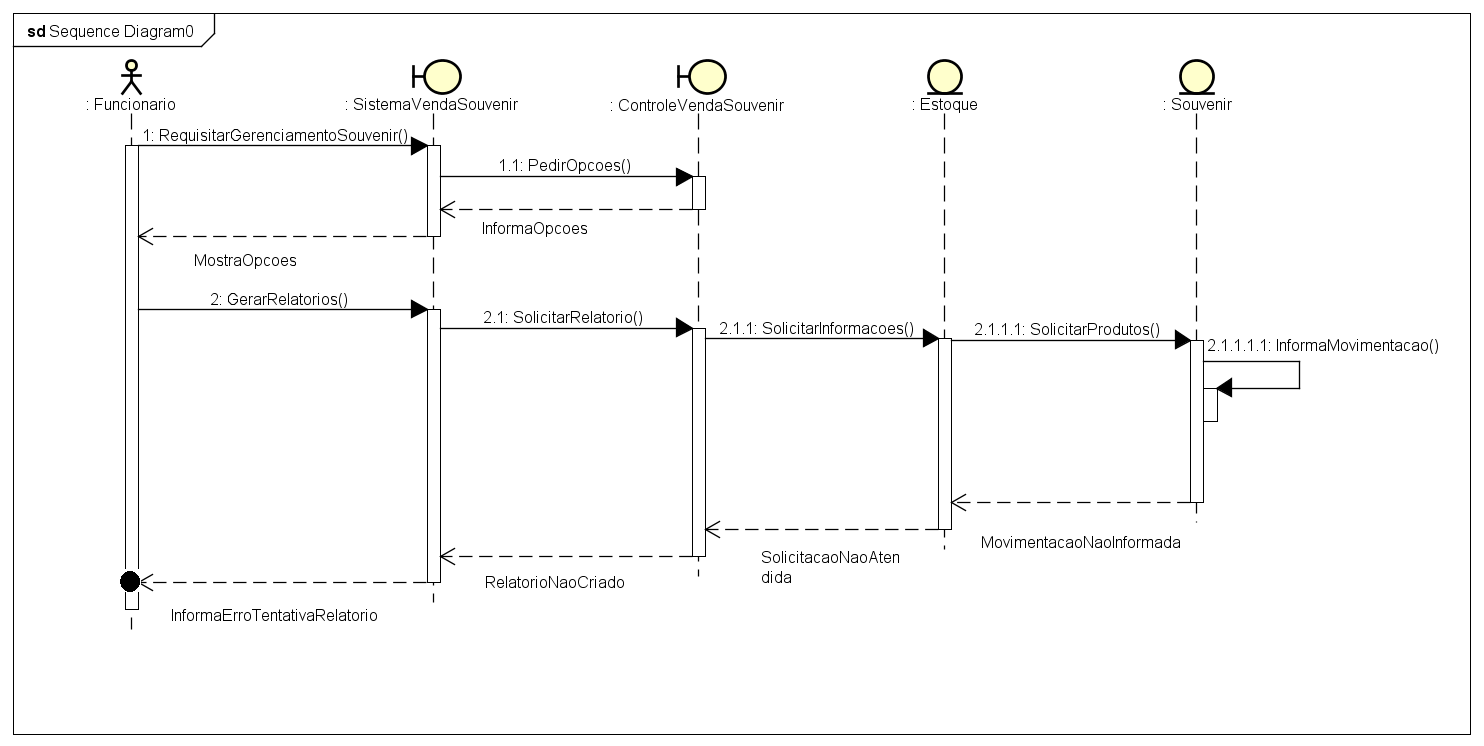 sd Sequence Diagram0
: Funcionario
: SistemaVendaSouvenir
: ControleVendaSouvenir
: Estoque
: Souvenir
1: RequisitarGerenciamentoSouvenir()
1.1: PedirOpcoes()
InformaOpcoes
MostraOpcoes
2: GerarRelatorios()
2.1: SolicitarRelatorio()
2.1.1: SolicitarInformacoes()
2.1.1.1: SolicitarProdutos()
2.1.1.1.1: InformaMovimentacao()
MovimentacaoNaoInformada
SolicitacaoNaoAten
dida
RelatorioNaoCriado
InformaErroTentativaRelatorio